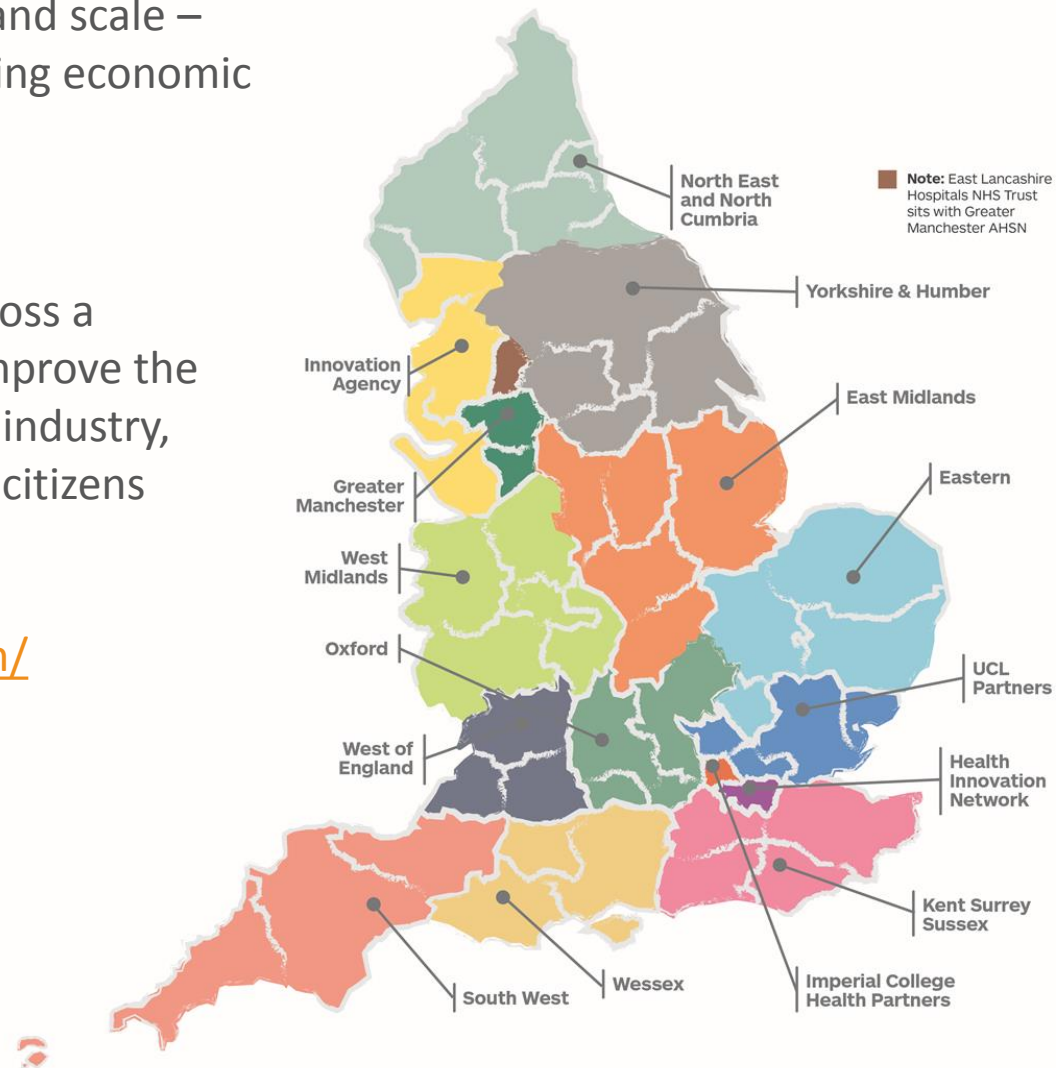 and scale –
ing economic
oss a
mprove the
industry,
citizens
n/
North East
and North
Cumbria
Note: East Lancashire
Hospitals NHS Trust
sits with Greater
Manchester AHSN
Yorkshire & Humber
Innovation
Agency
East Midlands
Eastern
Greater
Manchester
West
Midlands
Oxford
UCL
Partners
West of
England
Health
Innovation
Network
Kent Surrey
Sussex
Imperial College
Health Partners
Wessex
South West